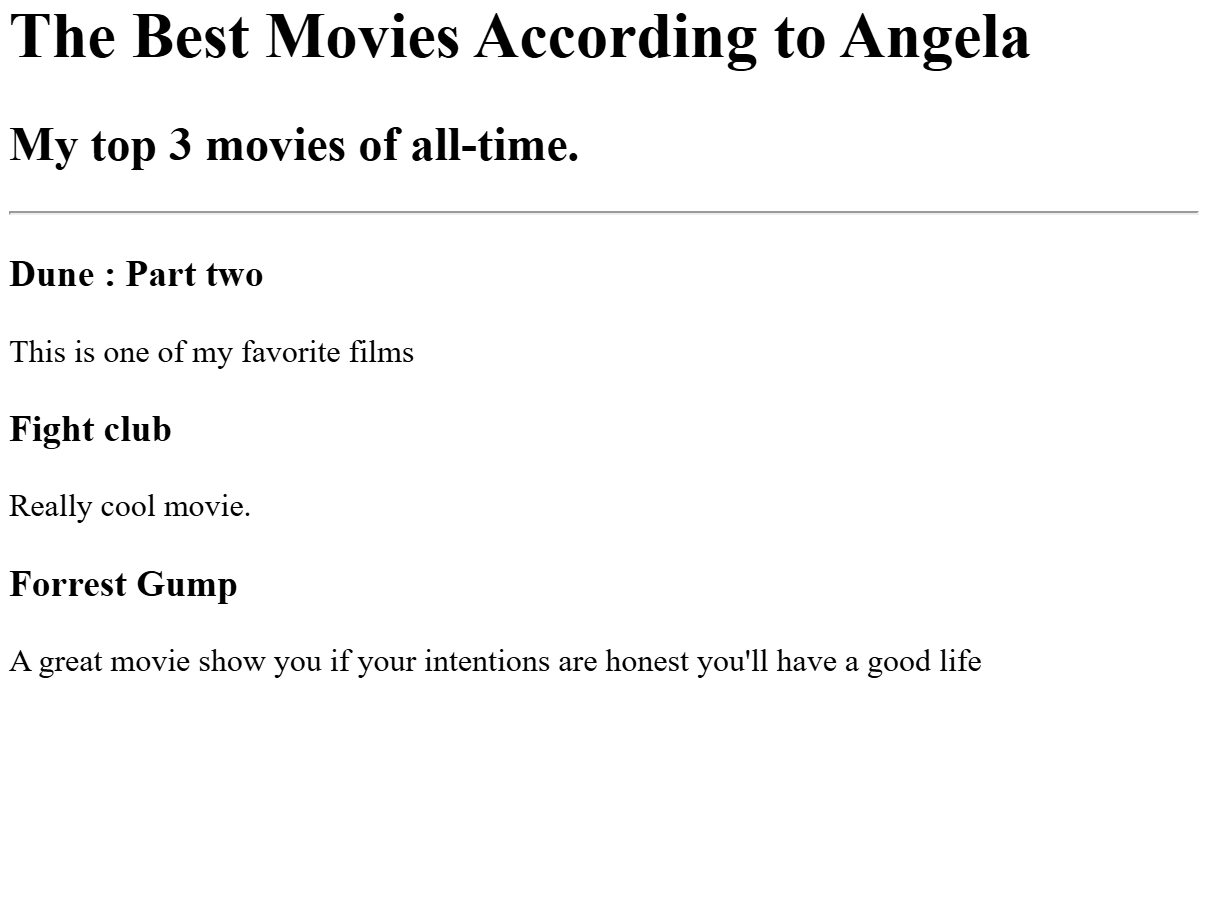 The Best Movies According to Angela
My top 3 movies of all-time.
Dune : Part two
This is one of my favorite films
Fight club
Really cool movie.
Forrest Gump
A great movie show you if your intentions are honest you'll have a good life